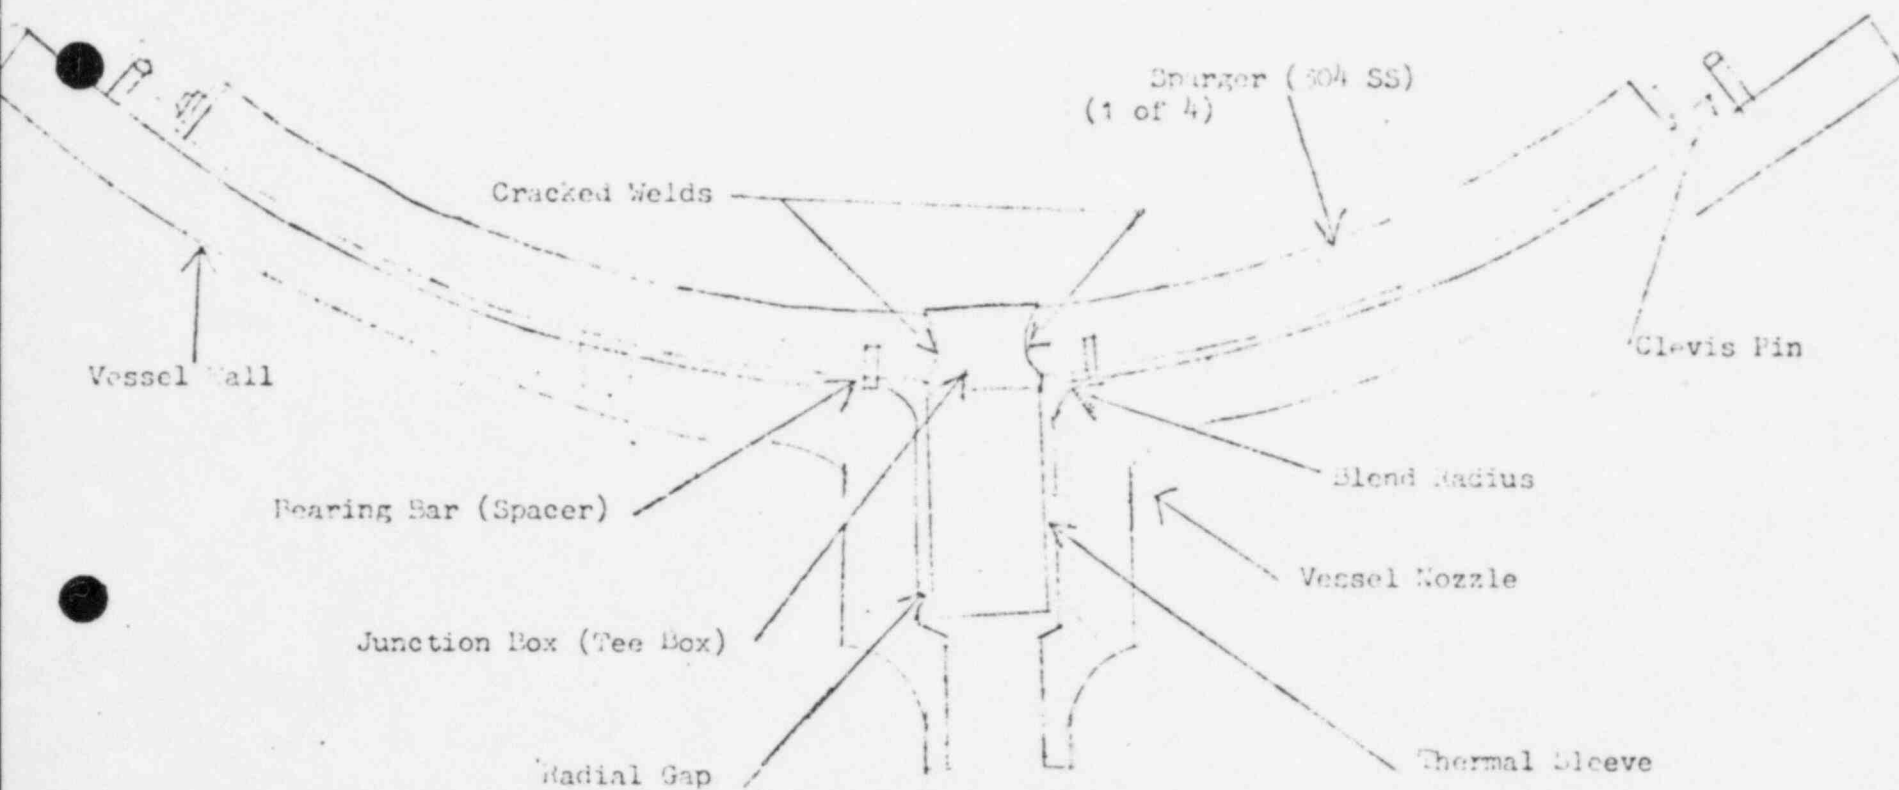 Sparger (304 SS)
(1 of 4)
Cracked Welds
Vessel Wall
Clevis Pin
Bearing Bar (Spacer)
Blend Radius
Vessel Nozzle
Junction Box (Tee Box)
Radial Gap
Thermal Sleeve